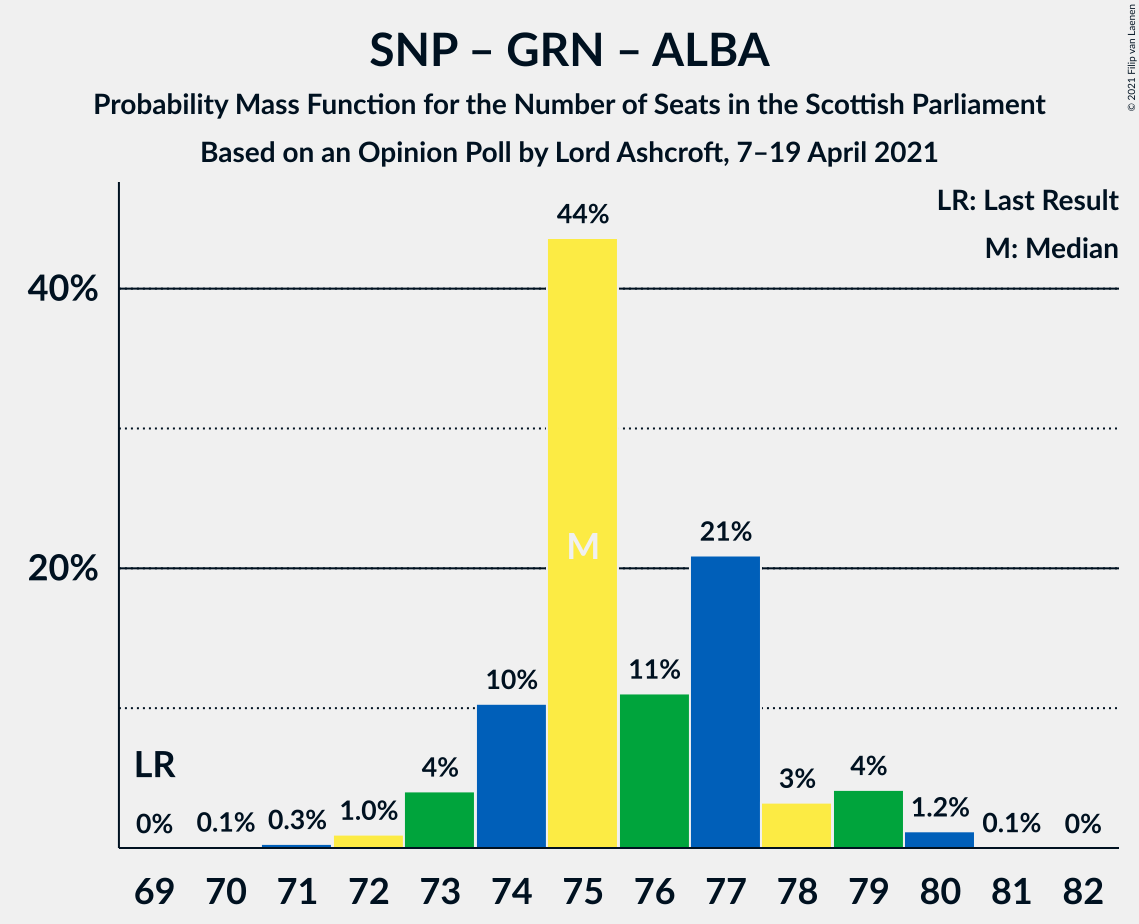 SNP – GRN – ALBA
Probability Mass Function for the Number of Seats in the Scottish Parliament
Based on an Opinion Poll by Lord Ashcroft, 7–19 April 2021
© 2021 Filip van Laenen
LR: Last Result
M: Median
44%
40%
M
21%
20%
11%
10%
LR
4%
4%
3%
0%
0.1%
0.3%
1.0%
1.2%
0.1%
0%
69 70 71 72 73 74 75 76 77 78 79 80 81 82